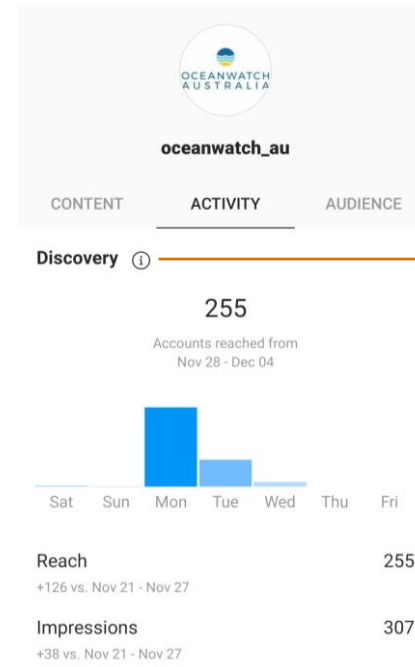 OCEANWATCH
AUSTRALIA
oceanwatch_au
CONTENT ACTIVITY AUDIENCE
Discovery
255
Accounts reached from
Nov 28 - Dec 04
Sat Sun Mon Tue Wed Thu Fri
Reach 255
+126 vs. Nov 21 - Nov 27
Impressions 307
+38 vs. Nov 21 - Nov 27